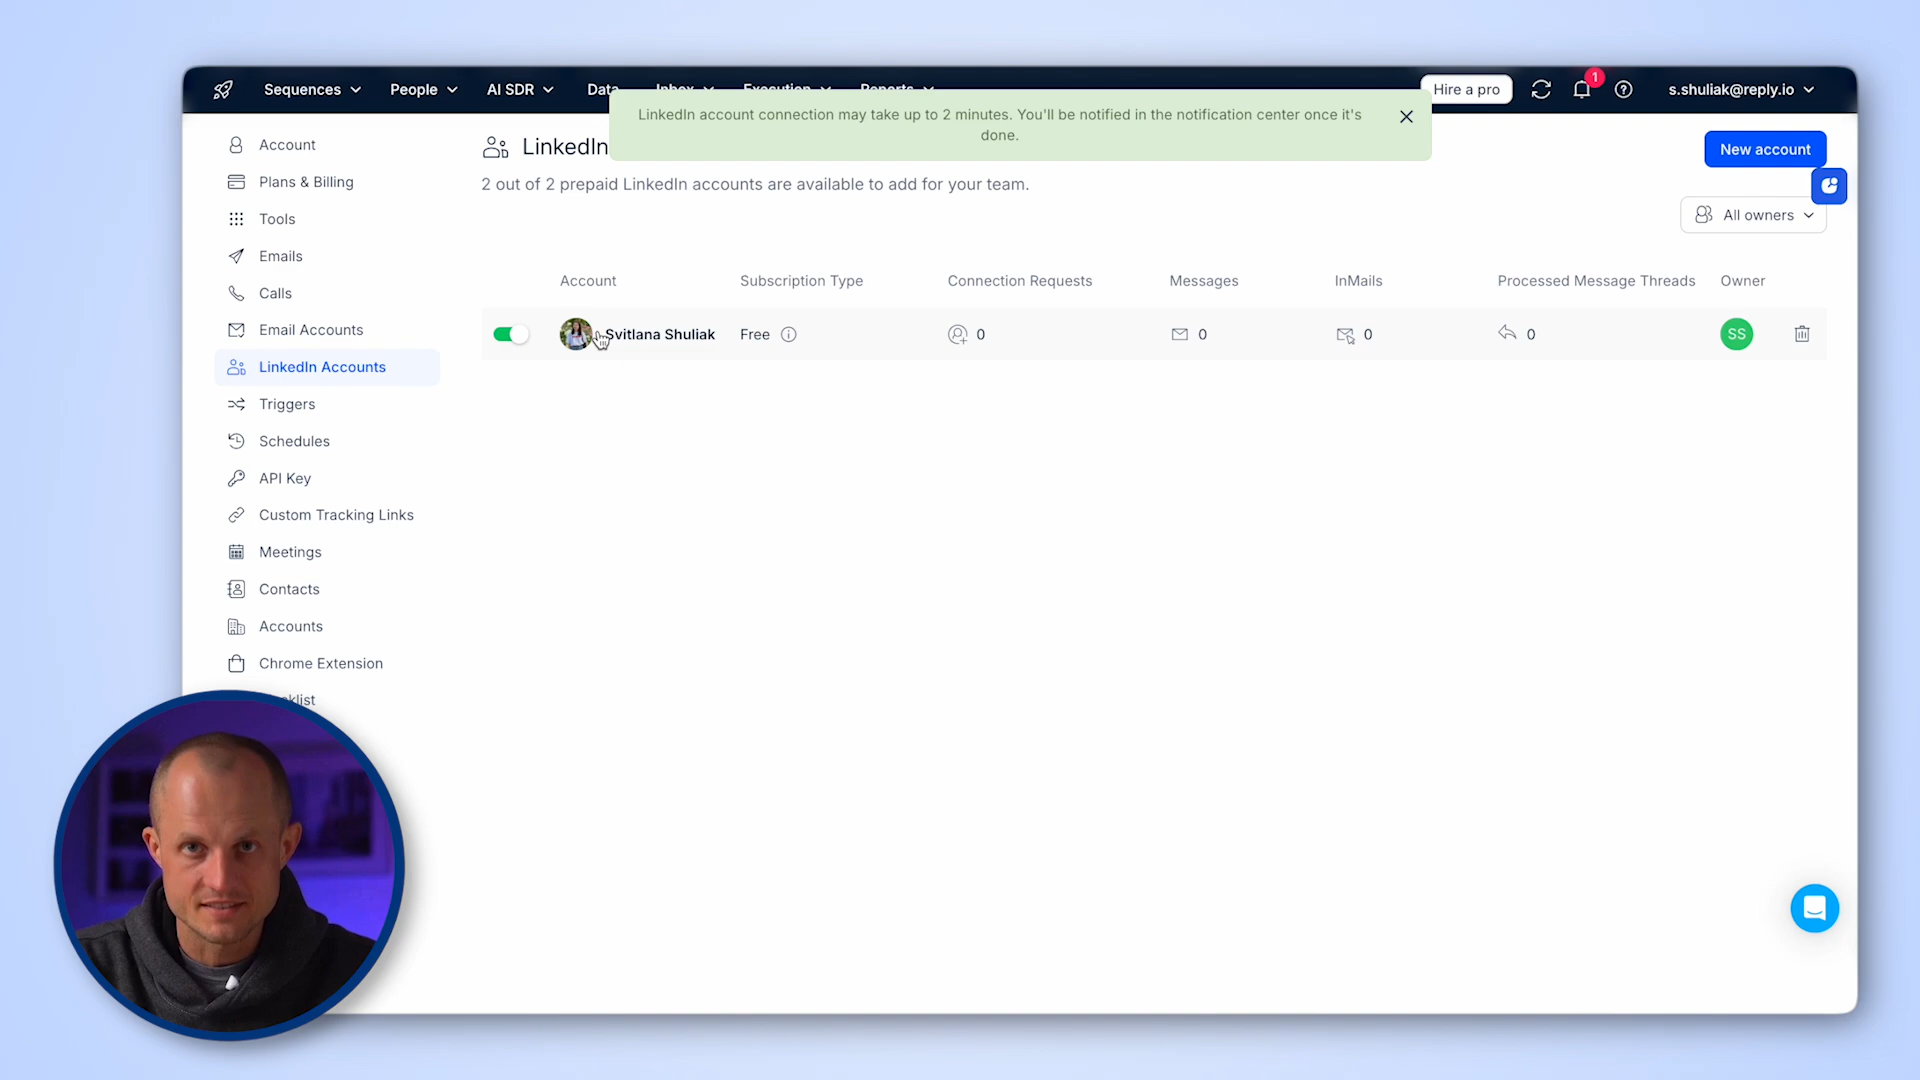 Sequences
People
AI SDR
Data
Inbox
Execution
Reports
Hire a pro
1
s.shuliak@reply.io
LinkedIn account connection may take up to 2 minutes. You'll be notified in the notification center once it's
done.
Account
Plans & Billing
Tools
Emails
Calls
Email Accounts
LinkedIn Accounts
Triggers
Schedules
API Key
Custom Tracking Links
Meetings
Contacts
Accounts
Chrome Extension
LinkedIn
New account
2 out of 2 prepaid LinkedIn accounts are available to add for your team.
All owners
Account
Subscription Type
Connection Requests
Messages
InMails
Processed Message Threads
Owner
Svitlana Shuliak
Free
0
0
0
0
SS